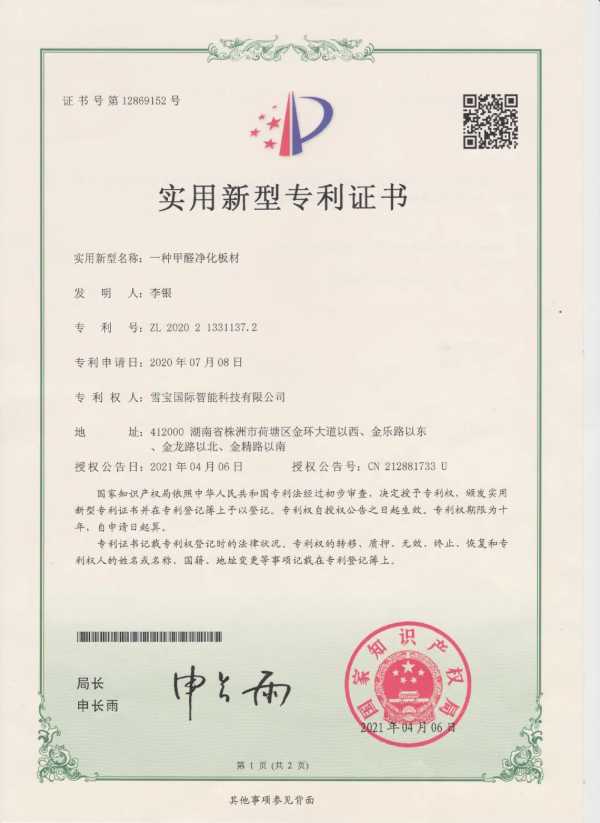 证书号第12869152号
实用新型专利证书
实用新型名称：一种甲醛净化板材
发明人：李银
专利号：ZL 2020 2 1331137.2
专利申请日：2020年07月08日
专利权人：雪宝国际智能科技有限公司
地址：412000 湖南省株洲市荷塘区金环大道以西、金乐路以东
、金龙路以北、金精路以南
授权公告日：2021年04月06日 授权公告号：CN 212881733 U
国家知识产权局依照中华人民共和国专利法经过初步审查，决定授予专利权，颁发实用
新型专利证书并在专利登记簿上予以登记。专利权自授权公告之日起生效。专利权期限为十
年，自申请日起算。
专利证书记载专利权登记时的法律状况。专利权的转移、质押、无效、终止、恢复和专
利权人的姓名或名称、国籍、地址变更等事项记载在专利登记簿上。
局长
申长雨
申长雨
国家知识产权局
2021年04月06日
第 1 页 (共 2 页)
其他事项参见背面